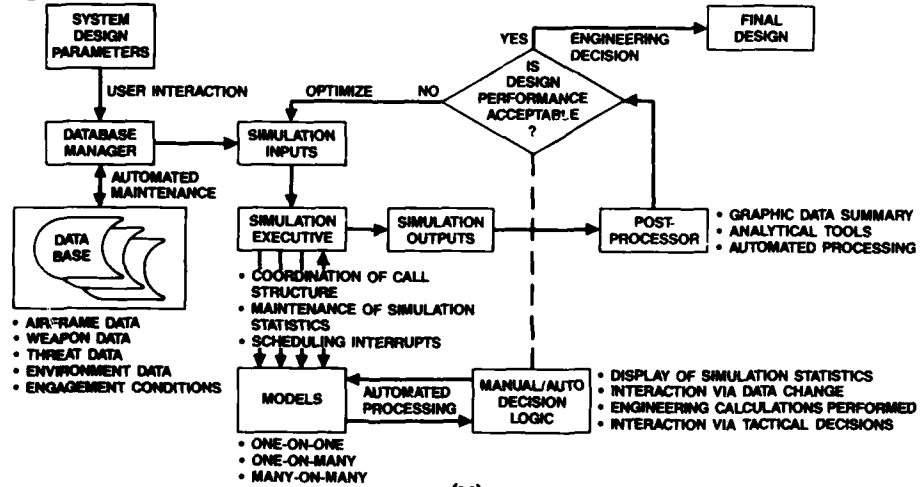 SYSTEM
DESIGN
PARAMETERS
USER INTERACTION
DATABASE
MANAGER
AUTOMATED
MAINTENANCE
DATA
BASE
• AIRFRAME DATA
• WEAPON DATA
• THREAT DATA
• ENVIRONMENT DATA
• ENGAGEMENT CONDITIONS
OPTIMIZE
NO
YES
ENGINEERING
DECISION
FINAL
DESIGN
IS
DESIGN
PERFORMANCE
ACCEPTABLE
?
SIMULATION
INPUTS
SIMULATION
EXECUTIVE
SIMULATION
OUTPUTS
POST-
PROCESSOR
• GRAPHIC DATA SUMMARY
• ANALYTICAL TOOLS
• AUTOMATED PROCESSING
• COORDINATION OF CALL
STRUCTURE
• MAINTENANCE OF SIMULATION
STATISTICS
• SCHEDULING INTERRUPTS
MODELS
AUTOMATED
PROCESSING
MANUAL/AUTO
DECISION
LOGIC
• DISPLAY OF SIMULATION STATISTICS
• INTERACTION VIA DATA CHANGE
• ENGINEERING CALCULATIONS PERFORMED
• INTERACTION VIA TACTICAL DECISIONS
• ONE-ON-ONE
• ONE-ON-MANY
• MANY-ON-MANY